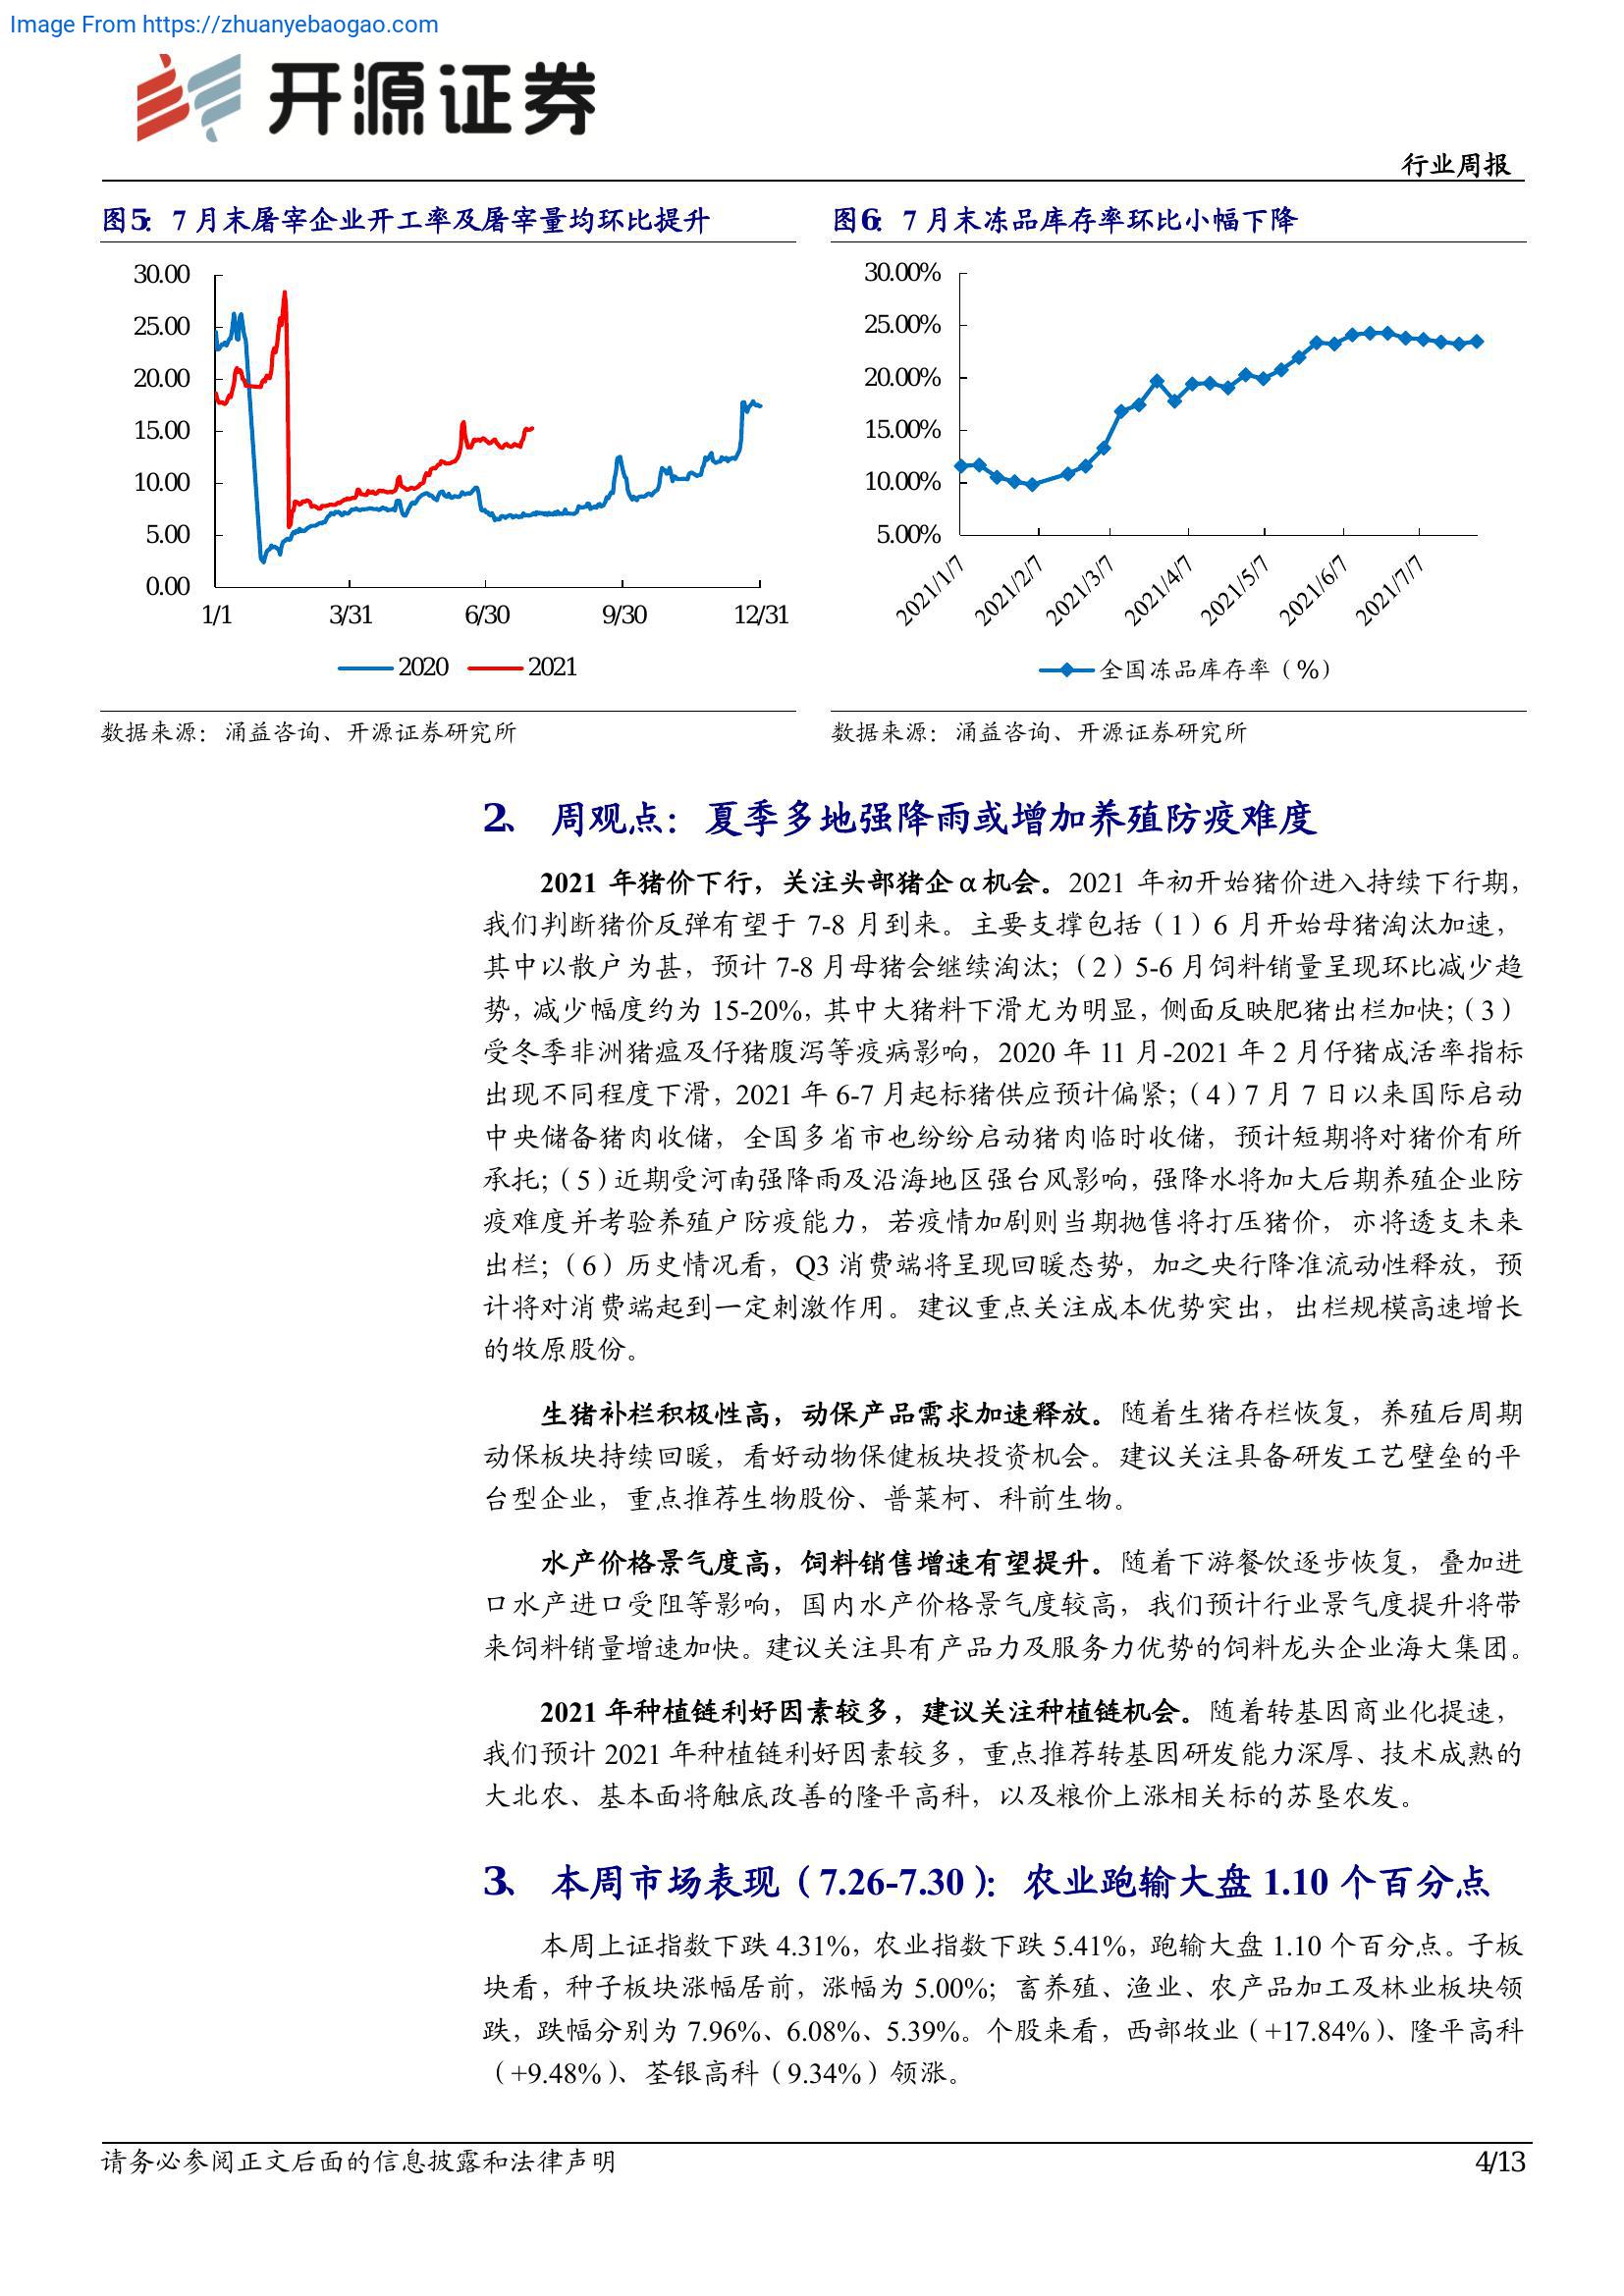 Image From https://zhuanyebaogao.com
开源证券
行业周报
图5： 7 月末屠宰企业开工率及屠宰量均环比提升
30.00
25.00
20.00
15.00
10.00
5.00
0.00
1/1 3/31 6/30 9/30 12/31
2020 2021
数据来源：涌益咨询、开源证券研究所
图6： 7 月末冻品库存率环比小幅下降
30.00%
25.00%
20.00%
15.00%
10.00%
5.00%
2021/1/7 2021/2/7 2021/3/7 2021/4/7 2021/5/7 2021/6/7 2021/7/7
全国冻品库存率（%）
数据来源：涌益咨询、开源证券研究所
2、 周观点：夏季多地强降雨或增加养殖防疫难度
2021 年猪价下行，关注头部猪企 α 机会。2021 年初开始猪价进入持续下行期，
我们判断猪价反弹有望于 7-8 月到来。主要支撑包括（1）6 月开始母猪淘汰加速，
其中以散户为甚，预计 7-8 月母猪会继续淘汰；（2）5-6 月饲料销量呈现环比减少趋
势，减少幅度约为 15-20%，其中大猪料下滑尤为明显，侧面反映肥猪出栏加快；（3）
受冬季非洲猪瘟及仔猪腹泻等疫病影响，2020 年 11 月-2021 年 2 月仔猪成活率指标
出现不同程度下滑，2021 年 6-7 月起标猪供应预计偏紧；（4）7 月 7 日以来国际启动
中央储备猪肉收储，全国多省市也纷纷启动猪肉临时收储，预计短期将对猪价有所
承托；（5）近期受河南强降雨及沿海地区强台风影响，强降水将加大后期养殖企业防
疫难度并考验养殖户防疫能力，若疫情加剧则当期抛售将打压猪价，亦将透支未来
出栏；（6）历史情况看，Q3 消费端将呈现回暖态势，加之央行降准流动性释放，预
计将对消费端起到一定刺激作用。建议重点关注成本优势突出，出栏规模高速增长
的牧原股份。
生猪补栏积极性高，动保产品需求加速释放。随着生猪存栏恢复，养殖后周期
动保板块持续回暖，看好动物保健板块投资机会。建议关注具备研发工艺壁垒的平
台型企业，重点推荐生物股份、普莱柯、科前生物。
水产价格景气度高，饲料销售增速有望提升。随着下游餐饮逐步恢复，叠加进
口水产进口受阻等影响，国内水产价格景气度较高，我们预计行业景气度提升将带
来饲料销量增速加快。建议关注具有产品力及服务力优势的饲料龙头企业海大集团。
2021 年种植链利好因素较多，建议关注种植链机会。随着转基因商业化提速，
我们预计 2021 年种植链利好因素较多，重点推荐转基因研发能力深厚、技术成熟的
大北农、基本面将触底改善的隆平高科，以及粮价上涨相关标的苏垦农发。
3、 本周市场表现（7.26-7.30）：农业跑输大盘 1.10 个百分点
本周上证指数下跌 4.31%，农业指数下跌 5.41%，跑输大盘 1.10 个百分点。子板
块看，种子板块涨幅居前，涨幅为 5.00%；畜养殖、渔业、农产品加工及林业板块领
跌，跌幅分别为 7.96%、6.08%、5.39%。个股来看，西部牧业（+17.84%）、隆平高科
（+9.48%）、荃银高科（9.34%）领涨。
请务必参阅正文后面的信息披露和法律声明
4/13